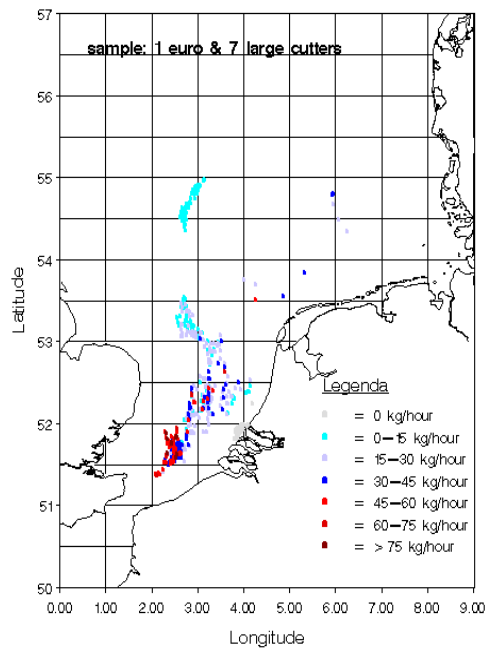 57
sample: 1 euro & 7 large cutters
56
55
54
53
52
51
50
Latitude
Legenda
= 0 kg/hour
= 0–15 kg/hour
= 15–30 kg/hour
= 30–45 kg/hour
= 45–60 kg/hour
= 60–75 kg/hour
= > 75 kg/hour
0.00 1.00 2.00 3.00 4.00 5.00 6.00 7.00 8.00 9.00
Longitude